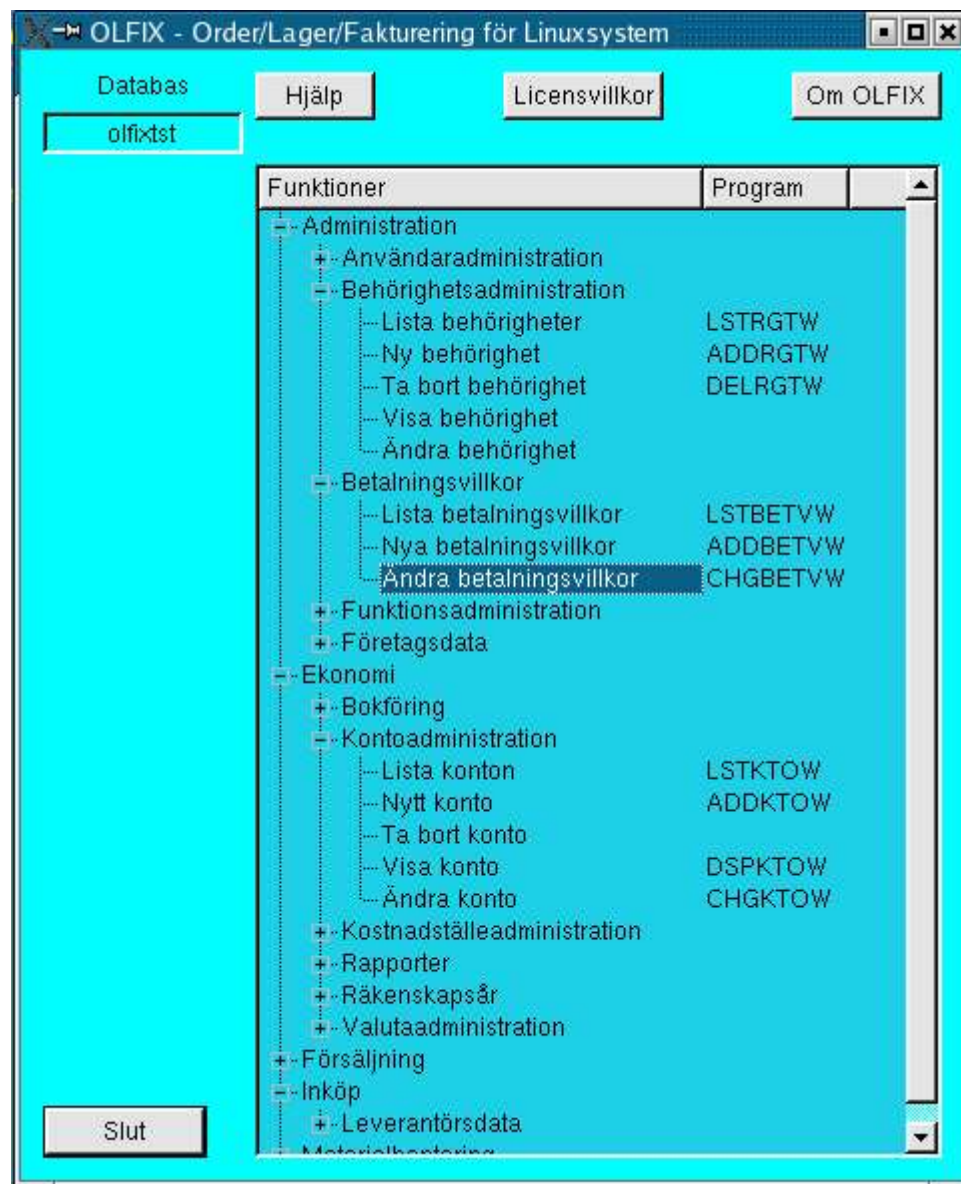 OLFIX - Order/Lager/Fakturering för Linuxsystem
Databas
Hjälp
Licensvillkor
Om OLFIX
olfixtst
Funktioner Program
Administration
Användaradministration
Behörighetsadministration
Lista behörigheter LSTRGTW
Ny behörighet ADDRGTW
Ta bort behörighet DELRGTW
Visa behörighet
Ändra behörighet
Betalningsvillkor
Lista betalningsvillkor LSTBETVW
Nya betalningsvillkor ADDBETVW
Ändra betalningsvillkor CHGBETVW
Funktionsadministration
Företagsdata
Ekonomi
Bokföring
Kontoadministration
Lista konton LSTKTOW
Nytt konto ADDKTOW
Ta bort konto
Visa konto DSPKTOW
Ändra konto CHGKTOW
Kostnadställeadministration
Rapporter
Räkenskapsår
Valutaadministration
Försäljning
Inköp
Leverantörsdata
Materialhantering
Slut